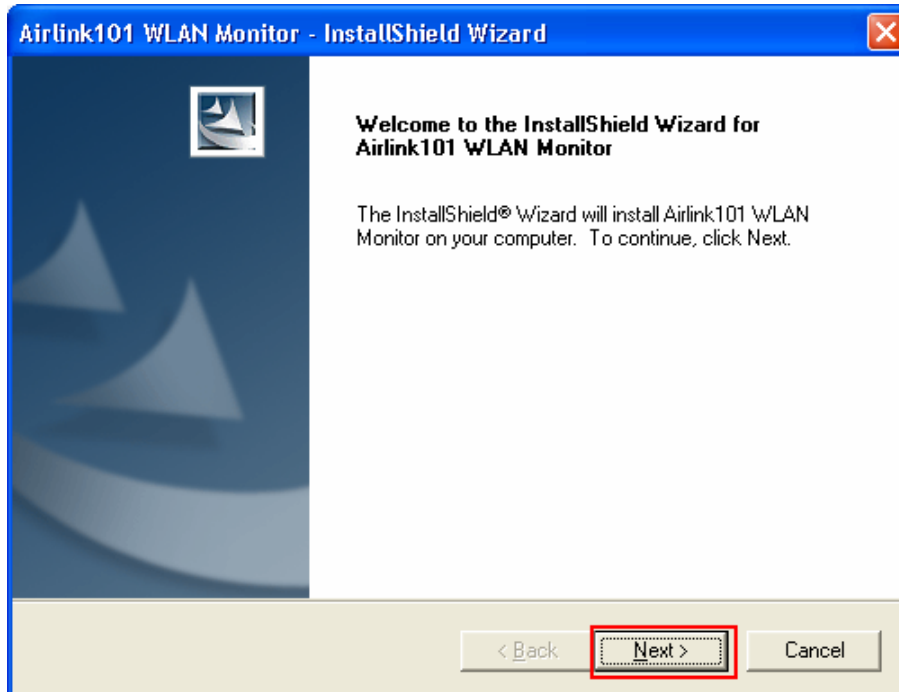 Airlink101 WLAN Monitor - InstallShield Wizard
Welcome to the InstallShield Wizard for
Airlink101 WLAN Monitor
The InstallShield® Wizard will install Airlink101 WLAN
Monitor on your computer.  To continue, click Next.
< Back
Next >
Cancel